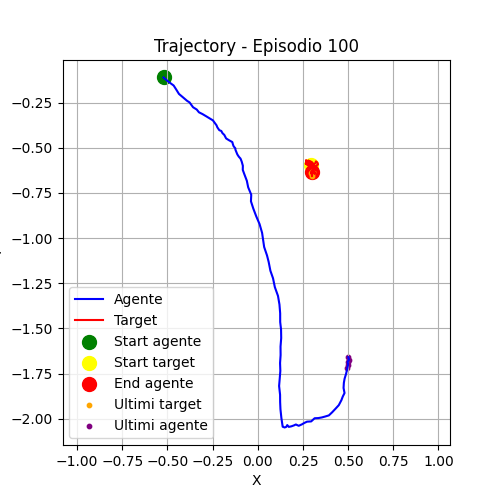 Trajectory - Episodio 100
−0.25
−0.50
−0.75
−1.00
−1.25
−1.50
−1.75
−2.00
Agente
Target
Start agente
Start target
End agente
Ultimi target
Ultimi agente
−1.00 −0.75 −0.50 −0.25 0.00 0.25 0.50 0.75 1.00
X